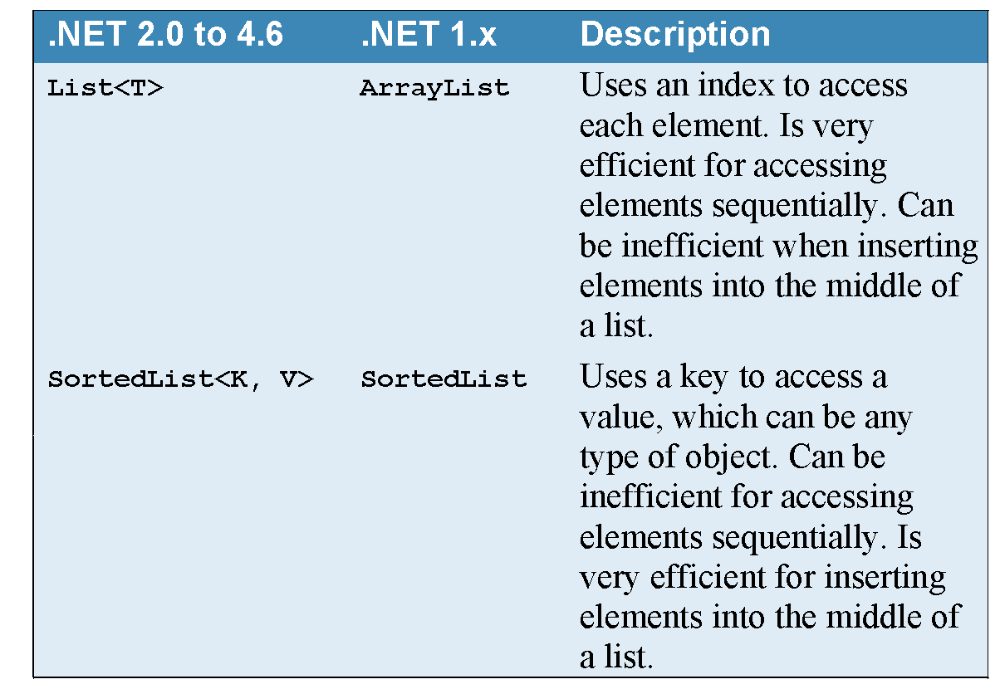 .NET 2.0 to 4.6 .NET 1.x Description
List<T> ArrayList Uses an index to access
each element. Is very
efficient for accessing
elements sequentially. Can
be inefficient when inserting
elements into the middle of
a list.
SortedList<K, V> SortedList Uses a key to access a
value, which can be any
type of object. Can be
inefficient for accessing
elements sequentially. Is
very efficient for inserting
elements into the middle of
a list.